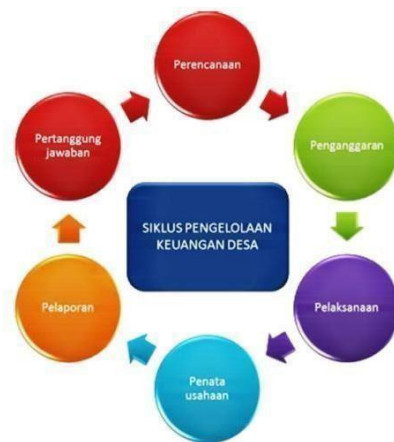 Perencanaan
Penganggaran
Pelaksanaan
Penata
usahaan
Pelaporan
Pertanggung
jawaban
SIKLUS PENGELOLAAN
KEUANGAN DESA